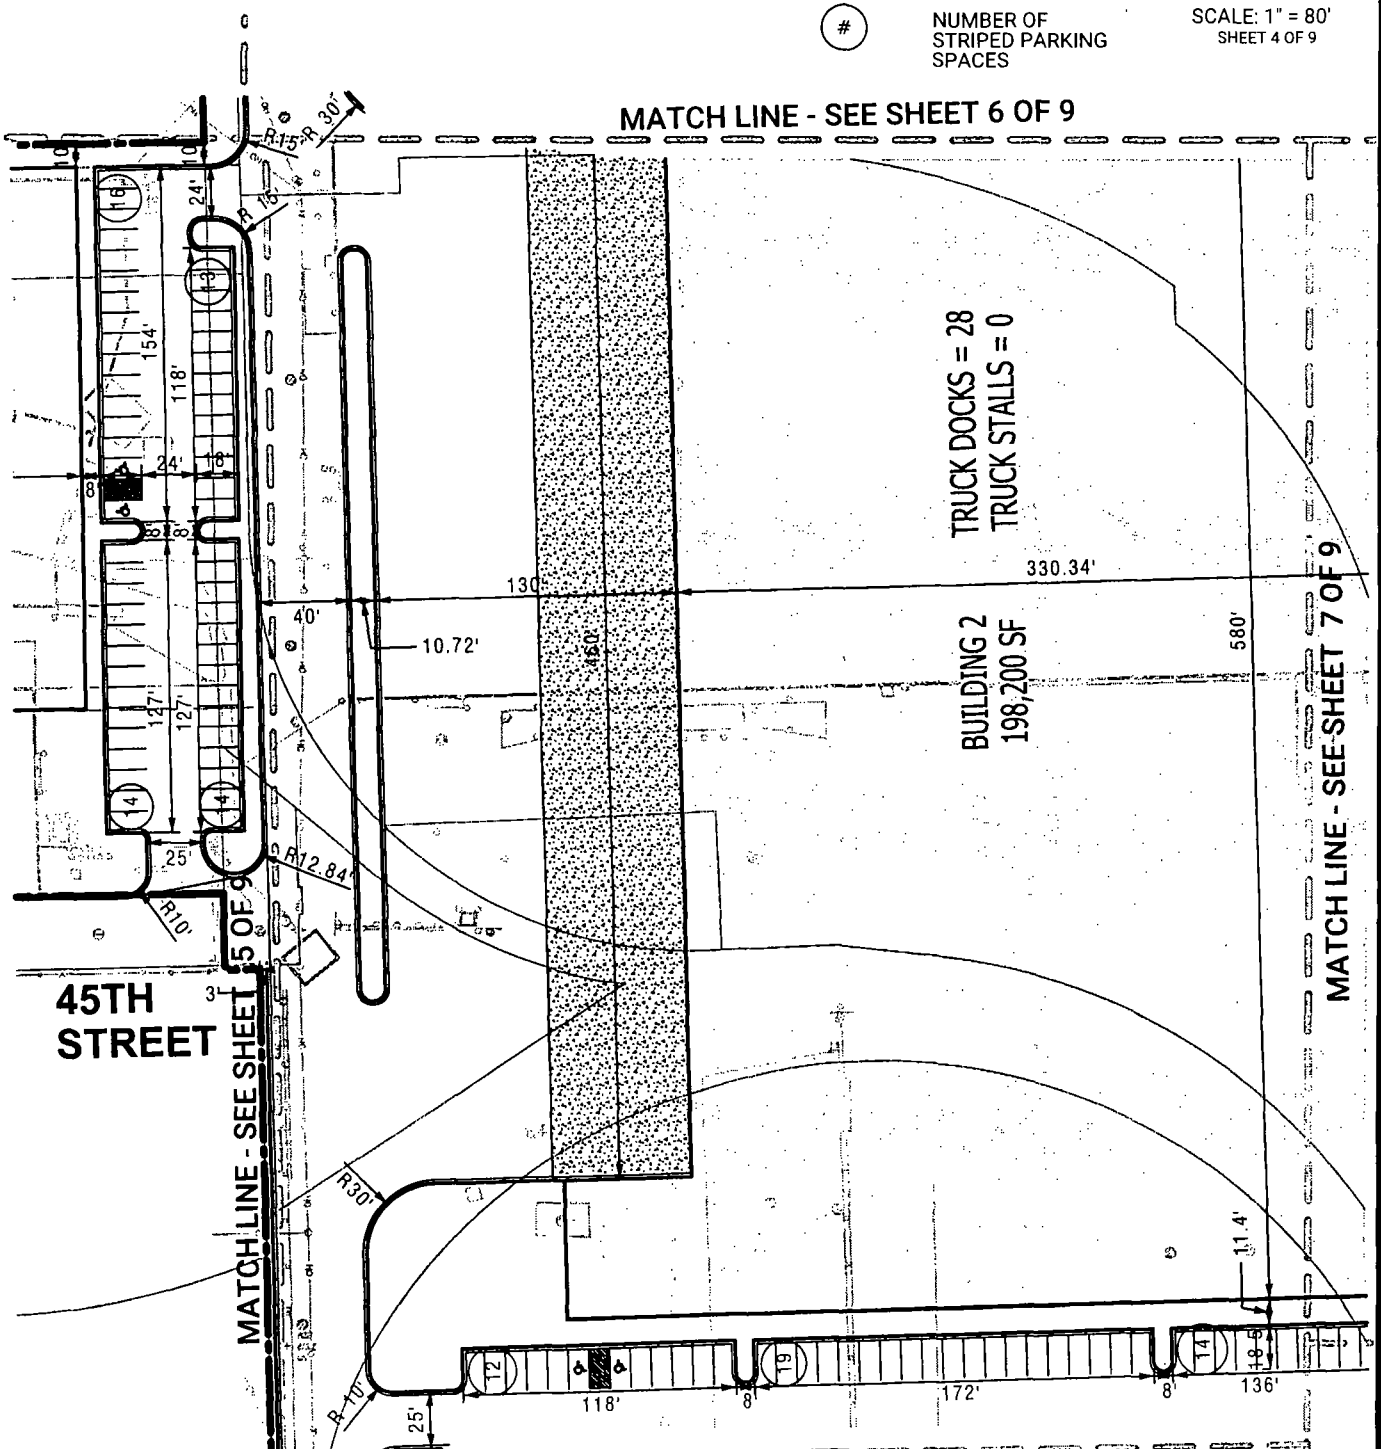 #
NUMBER OF
STRIPED PARKING
SPACES
SCALE: 1" = 80'
SHEET 4 OF 9
MATCH LINE - SEE SHEET 6 OF 9
R 30'
R15'
10'
10'
16
24'
R 15'
13
154'
118'
24'
18'
8'
8'
8'
TRUCK DOCKS = 28
TRUCK STALLS = 0
330.34'
130'
40'
10.72'
460'
580'
BUILDING 2
198,200 SF
127'
127'
14
14
25'
R12.84'
R10'
MATCH LINE - SEE SHEET 7 OF 9
45TH
STREET
3
MATCH LINE - SEE SHEET 5 OF 9
R30'
11.4'
12
19
14
18.5'
R 10'
118'
8'
172'
8'
136'
25'